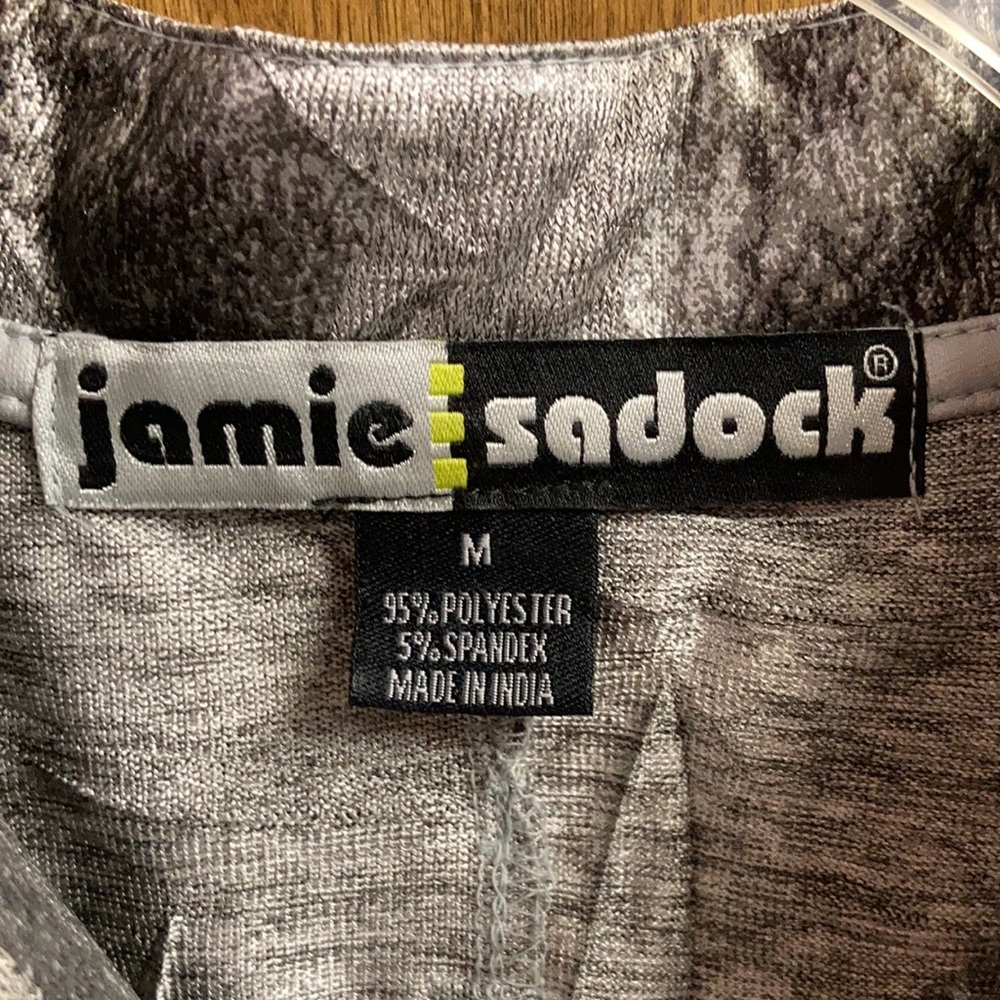 jamie sadock®
M
95% POLYESTER
5% SPANDEX
MADE IN INDIA